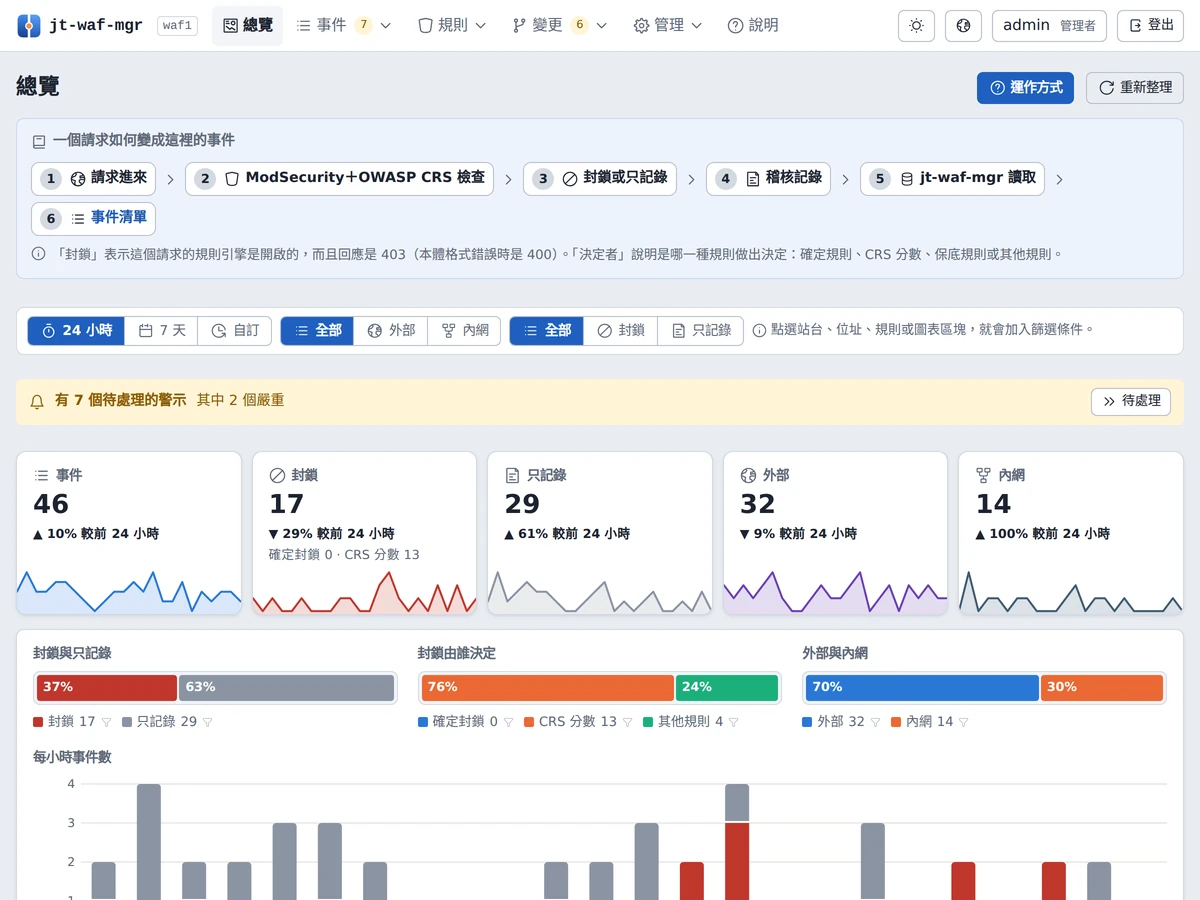 jt-waf-mgr waf1 總覽 事件 7 規則 變更 6 管理 說明 admin 管理者 登出
總覽 運作方式 重新整理
一個請求如何變成這裡的事件
1 請求進來 2 ModSecurity+OWASP CRS 檢查 3 封鎖或只記錄 4 稽核記錄 5 jt-waf-mgr 讀取
6 事件清單
「封鎖」表示這個請求的規則引擎是開啟的，而且回應是 403（本體格式錯誤時是 400）。「決定者」說明是哪一種規則做出決定：確定規則、CRS 分數、保底規則或其他規則。
24 小時 7 天 自訂 全部 外部 內網 全部 封鎖 只記錄 點選站台、位址、規則或圖表區塊，就會加入篩選條件。
有 7 個待處理的警示 其中 2 個嚴重 待處理
事件 封鎖 只記錄 外部 內網
46 17 29 32 14
▲ 10% 較前 24 小時 ▼ 29% 較前 24 小時 ▲ 61% 較前 24 小時 ▼ 9% 較前 24 小時 ▲ 100% 較前 24 小時
確定封鎖 0 · CRS 分數 13
封鎖與只記錄 封鎖由誰決定 外部與內網
37% 63% 76% 24% 70% 30%
封鎖 17 只記錄 29 確定封鎖 0 CRS 分數 13 其他規則 4 外部 32 內網 14
每小時事件數
4
3
2
1